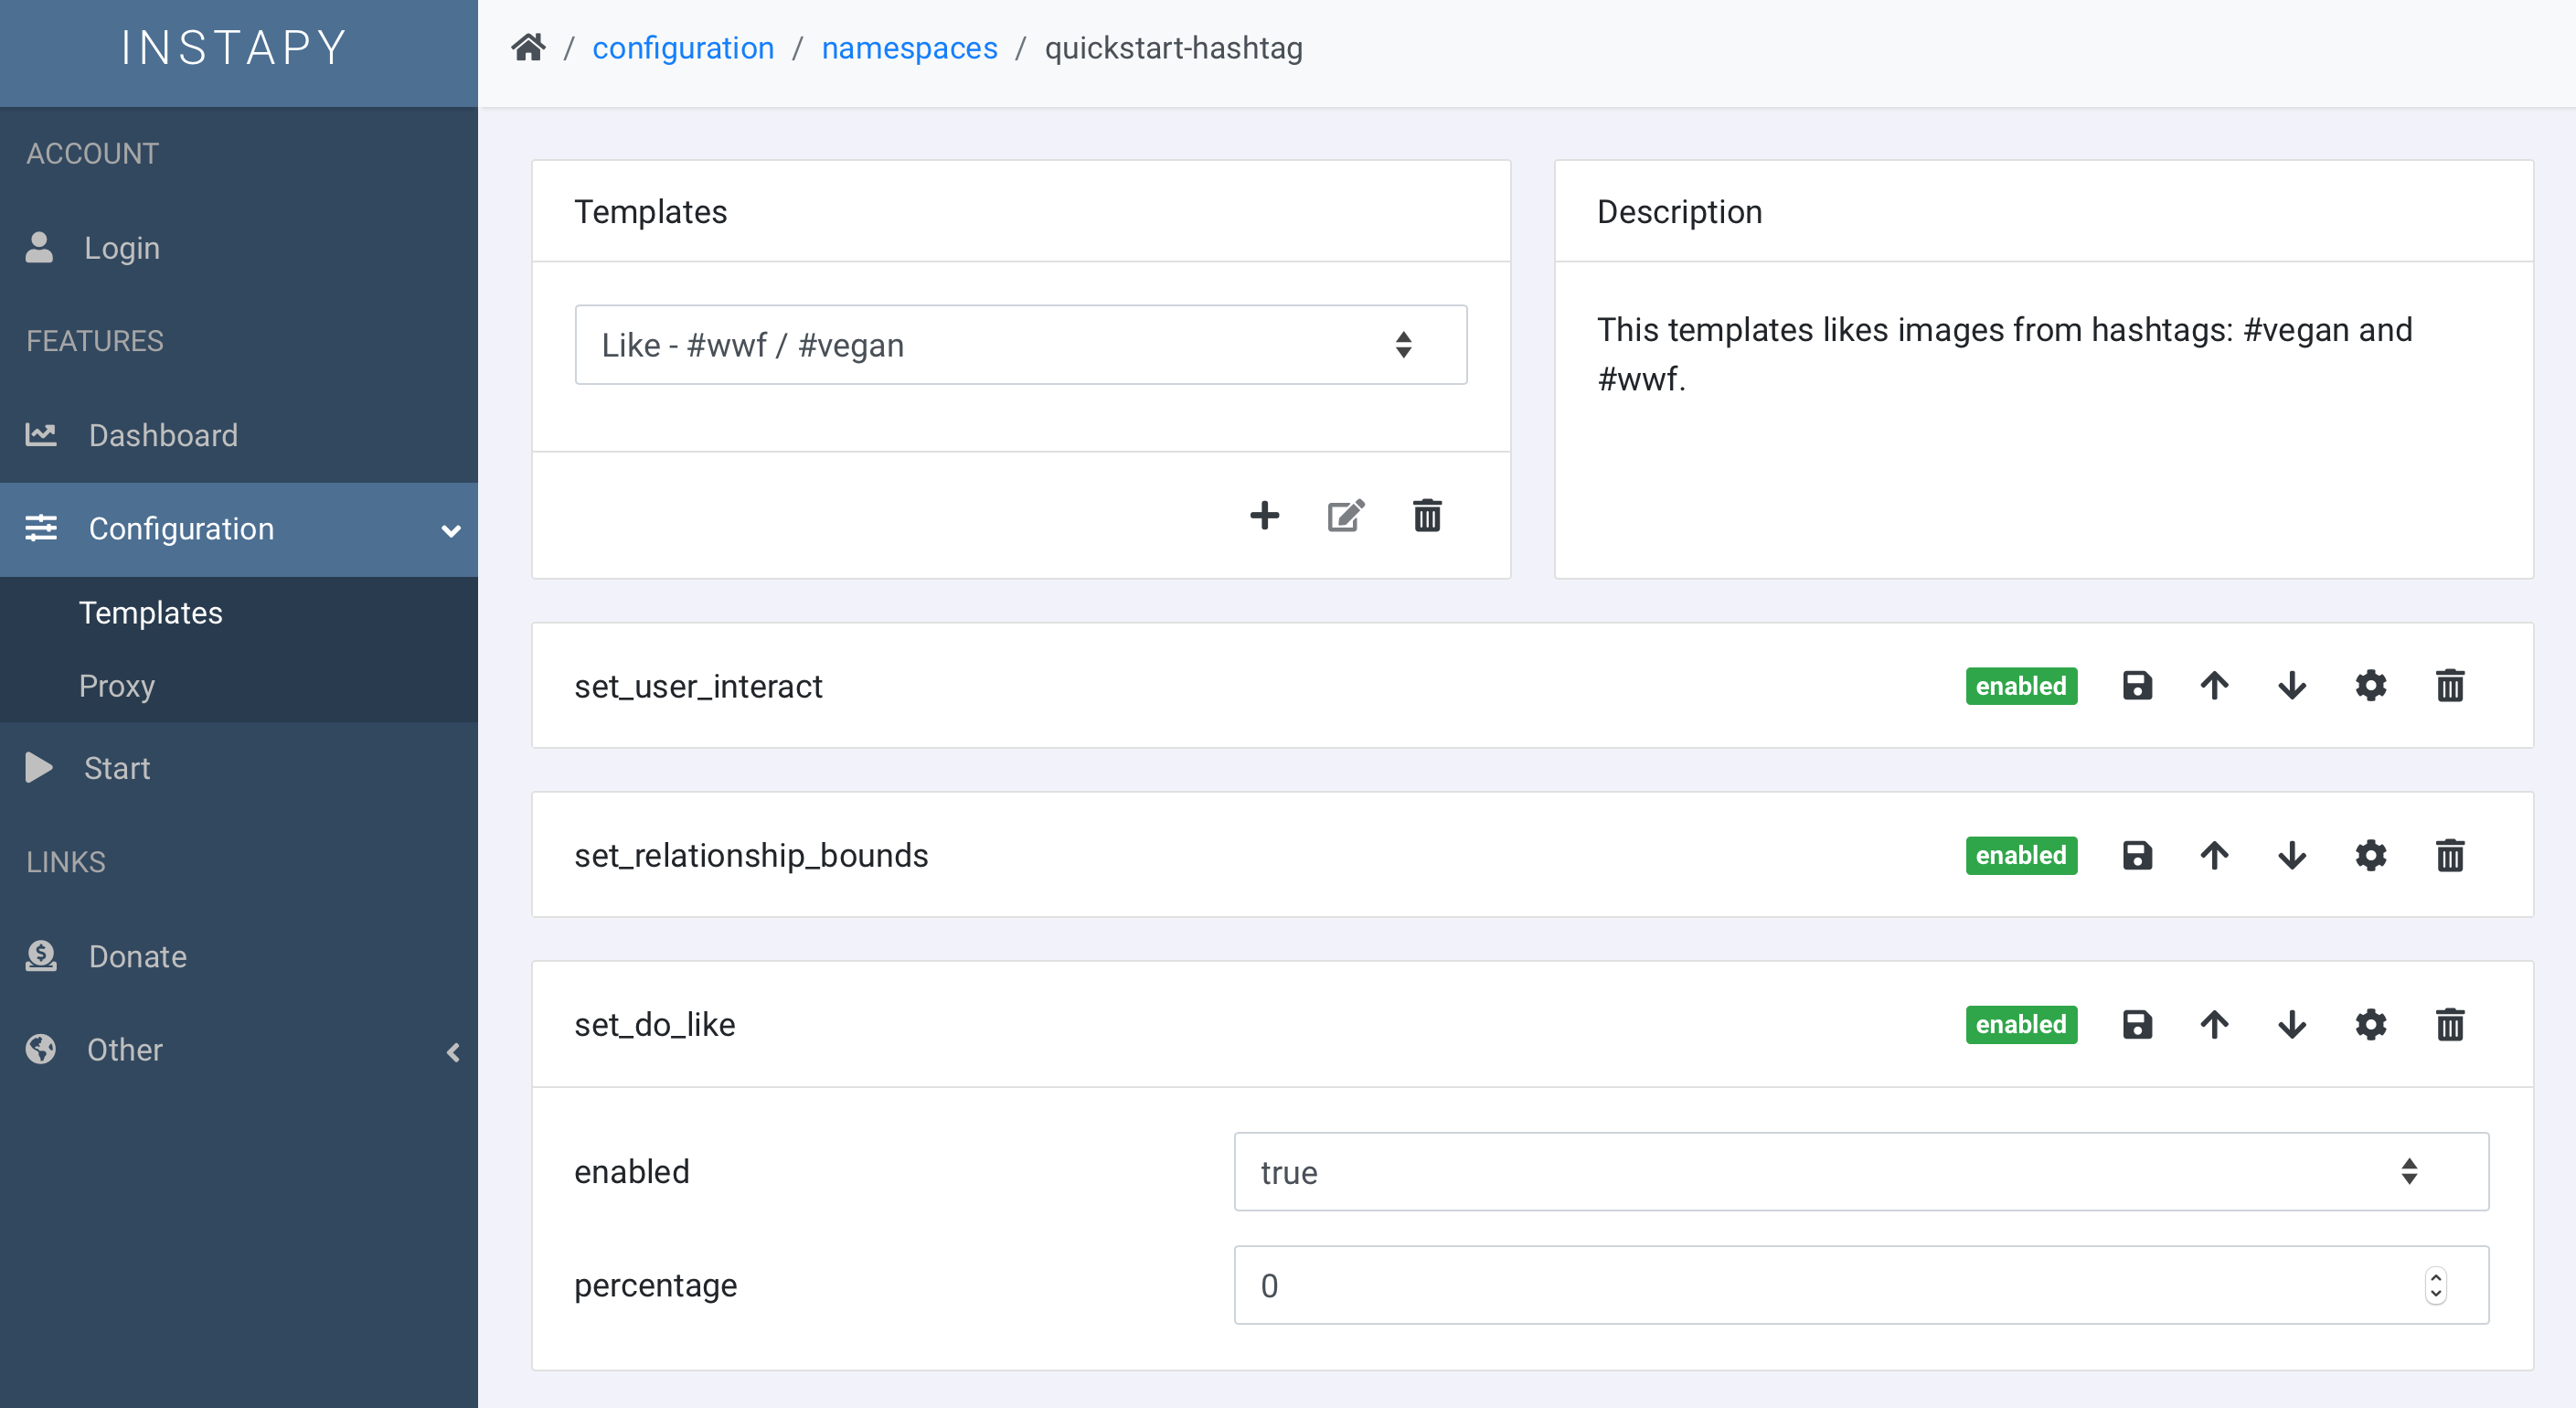 INSTAPY
/ configuration / namespaces / quickstart-hashtag
ACCOUNT
Login
FEATURES
Dashboard
Configuration
Templates
Proxy
Start
LINKS
Donate
Other
Templates
Like - #wwf / #vegan
Description
This templates likes images from hashtags: #vegan and
#wwf.
set_user_interact enabled
set_relationship_bounds enabled
set_do_like enabled
enabled true
percentage 0